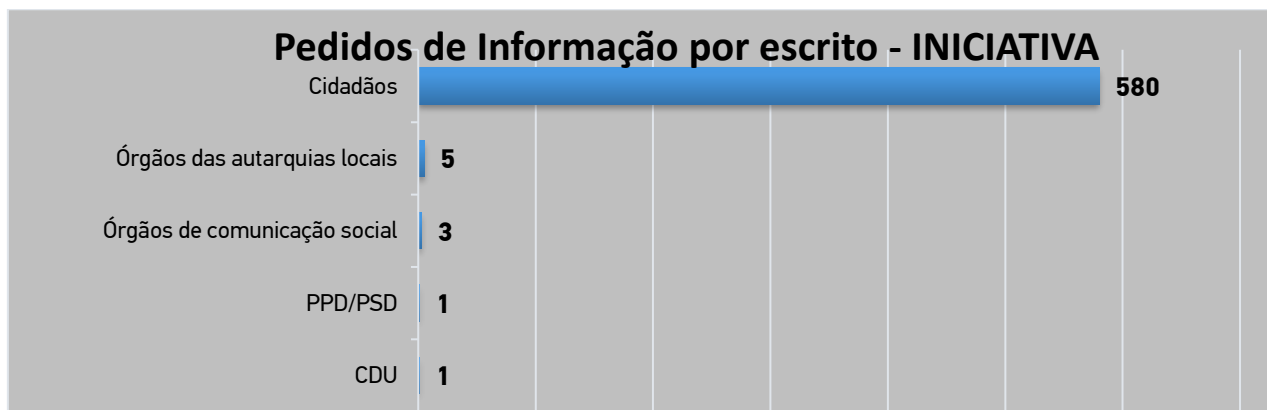 Pedidos de Informação por escrito - INICIATIVA
Cidadãos 580
Órgãos das autarquias locais 5
Órgãos de comunicação social 3
PPD/PSD 1
CDU 1